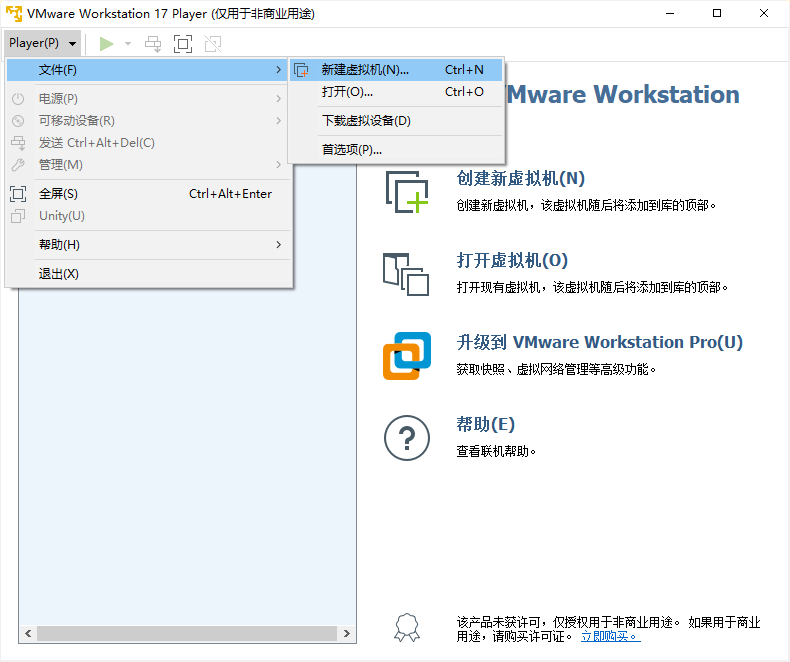 VMware Workstation 17 Player (仅用于非商业用途)
Player(P)
文件(F)
电源(P)
可移动设备(R)
发送 Ctrl+Alt+Del(C)
管理(M)
全屏(S) Ctrl+Alt+Enter
Unity(U)
帮助(H)
退出(X)
新建虚拟机(N)... Ctrl+N
打开(O)... Ctrl+O
下载虚拟设备(D)
首选项(P)...
Mware Workstation
创建新虚拟机(N)
创建新虚拟机，该虚拟机随后将添加到库的顶部。
打开虚拟机(O)
打开现有虚拟机，该虚拟机随后将添加到库的顶部。
升级到 VMware Workstation Pro(U)
获取快照、虚拟网络管理等高级功能。
帮助(E)
查看联机帮助。
该产品未获许可，仅授权用于非商业用途。 如果用于商业
用途，请购买许可证。 立即购买。